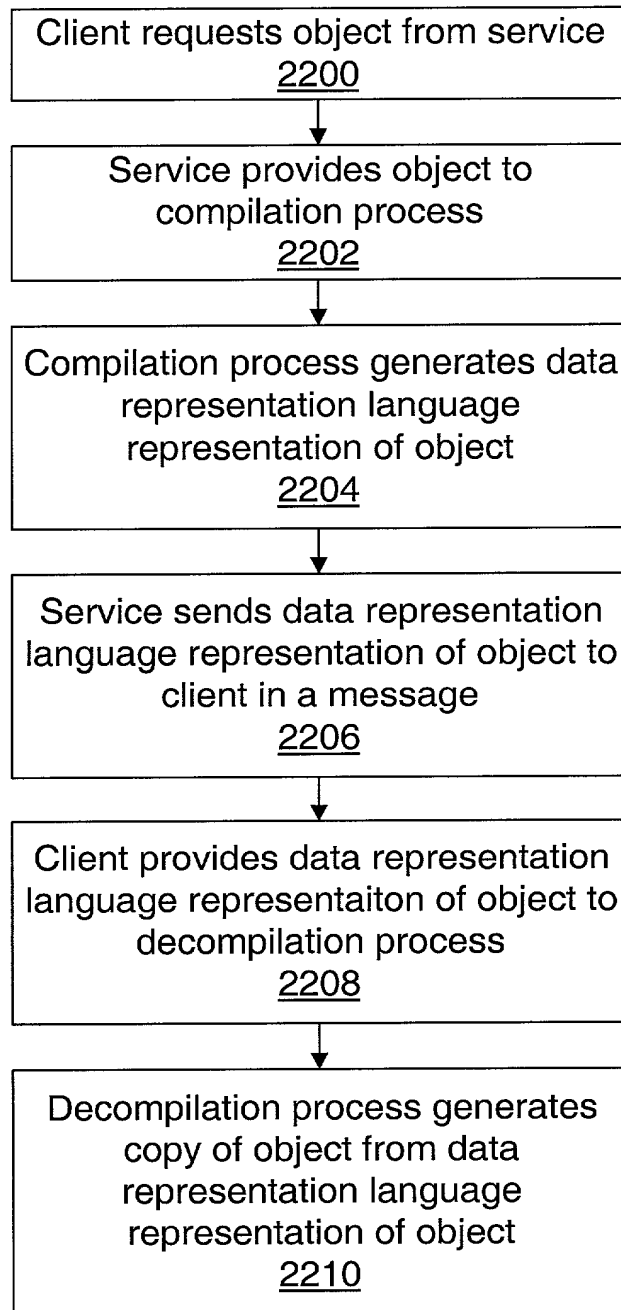 Client requests object from service
2200
Service provides object to
compilation process
2202
Compilation process generates data
representation language
representation of object
2204
Service sends data representation
language representation of object to
client in a message
2206
Client provides data representation
language representaiton of object to
decompilation process
2208
Decompilation process generates
copy of object from data
representation language
representation of object
2210